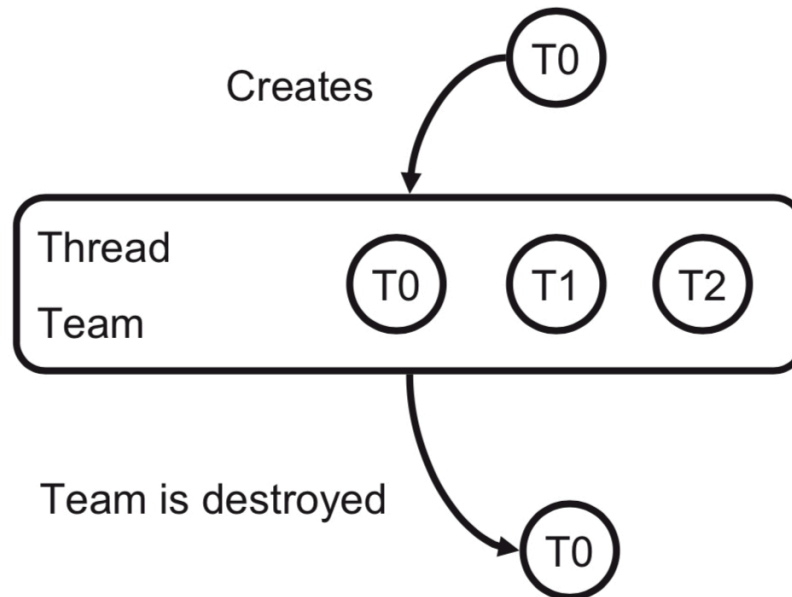 T0
Creates
Thread
Team
T0 T1 T2
Team is destroyed
T0